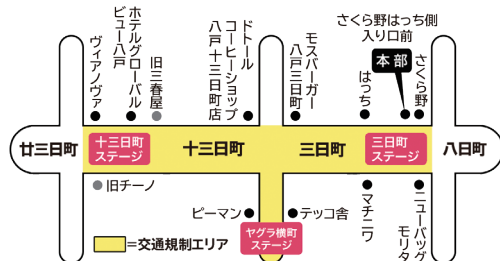 さくら野はっち側
入り口前
本部
ヴィアノヴァ
ホテルグローバル
ビュー八戸
旧三春屋
ドトール
コーヒーショップ
八戸十三日町店
モスバーガー
八戸三日町
はっち
さくら野
廿三日町
十三日町
ステージ
十三日町
三日町
三日町
ステージ
八日町
旧チーノ
ピーマン
テッコ舎
マチニワ
ニューバッグ
モリタ
ヤグラ横町
ステージ
=交通規制エリア